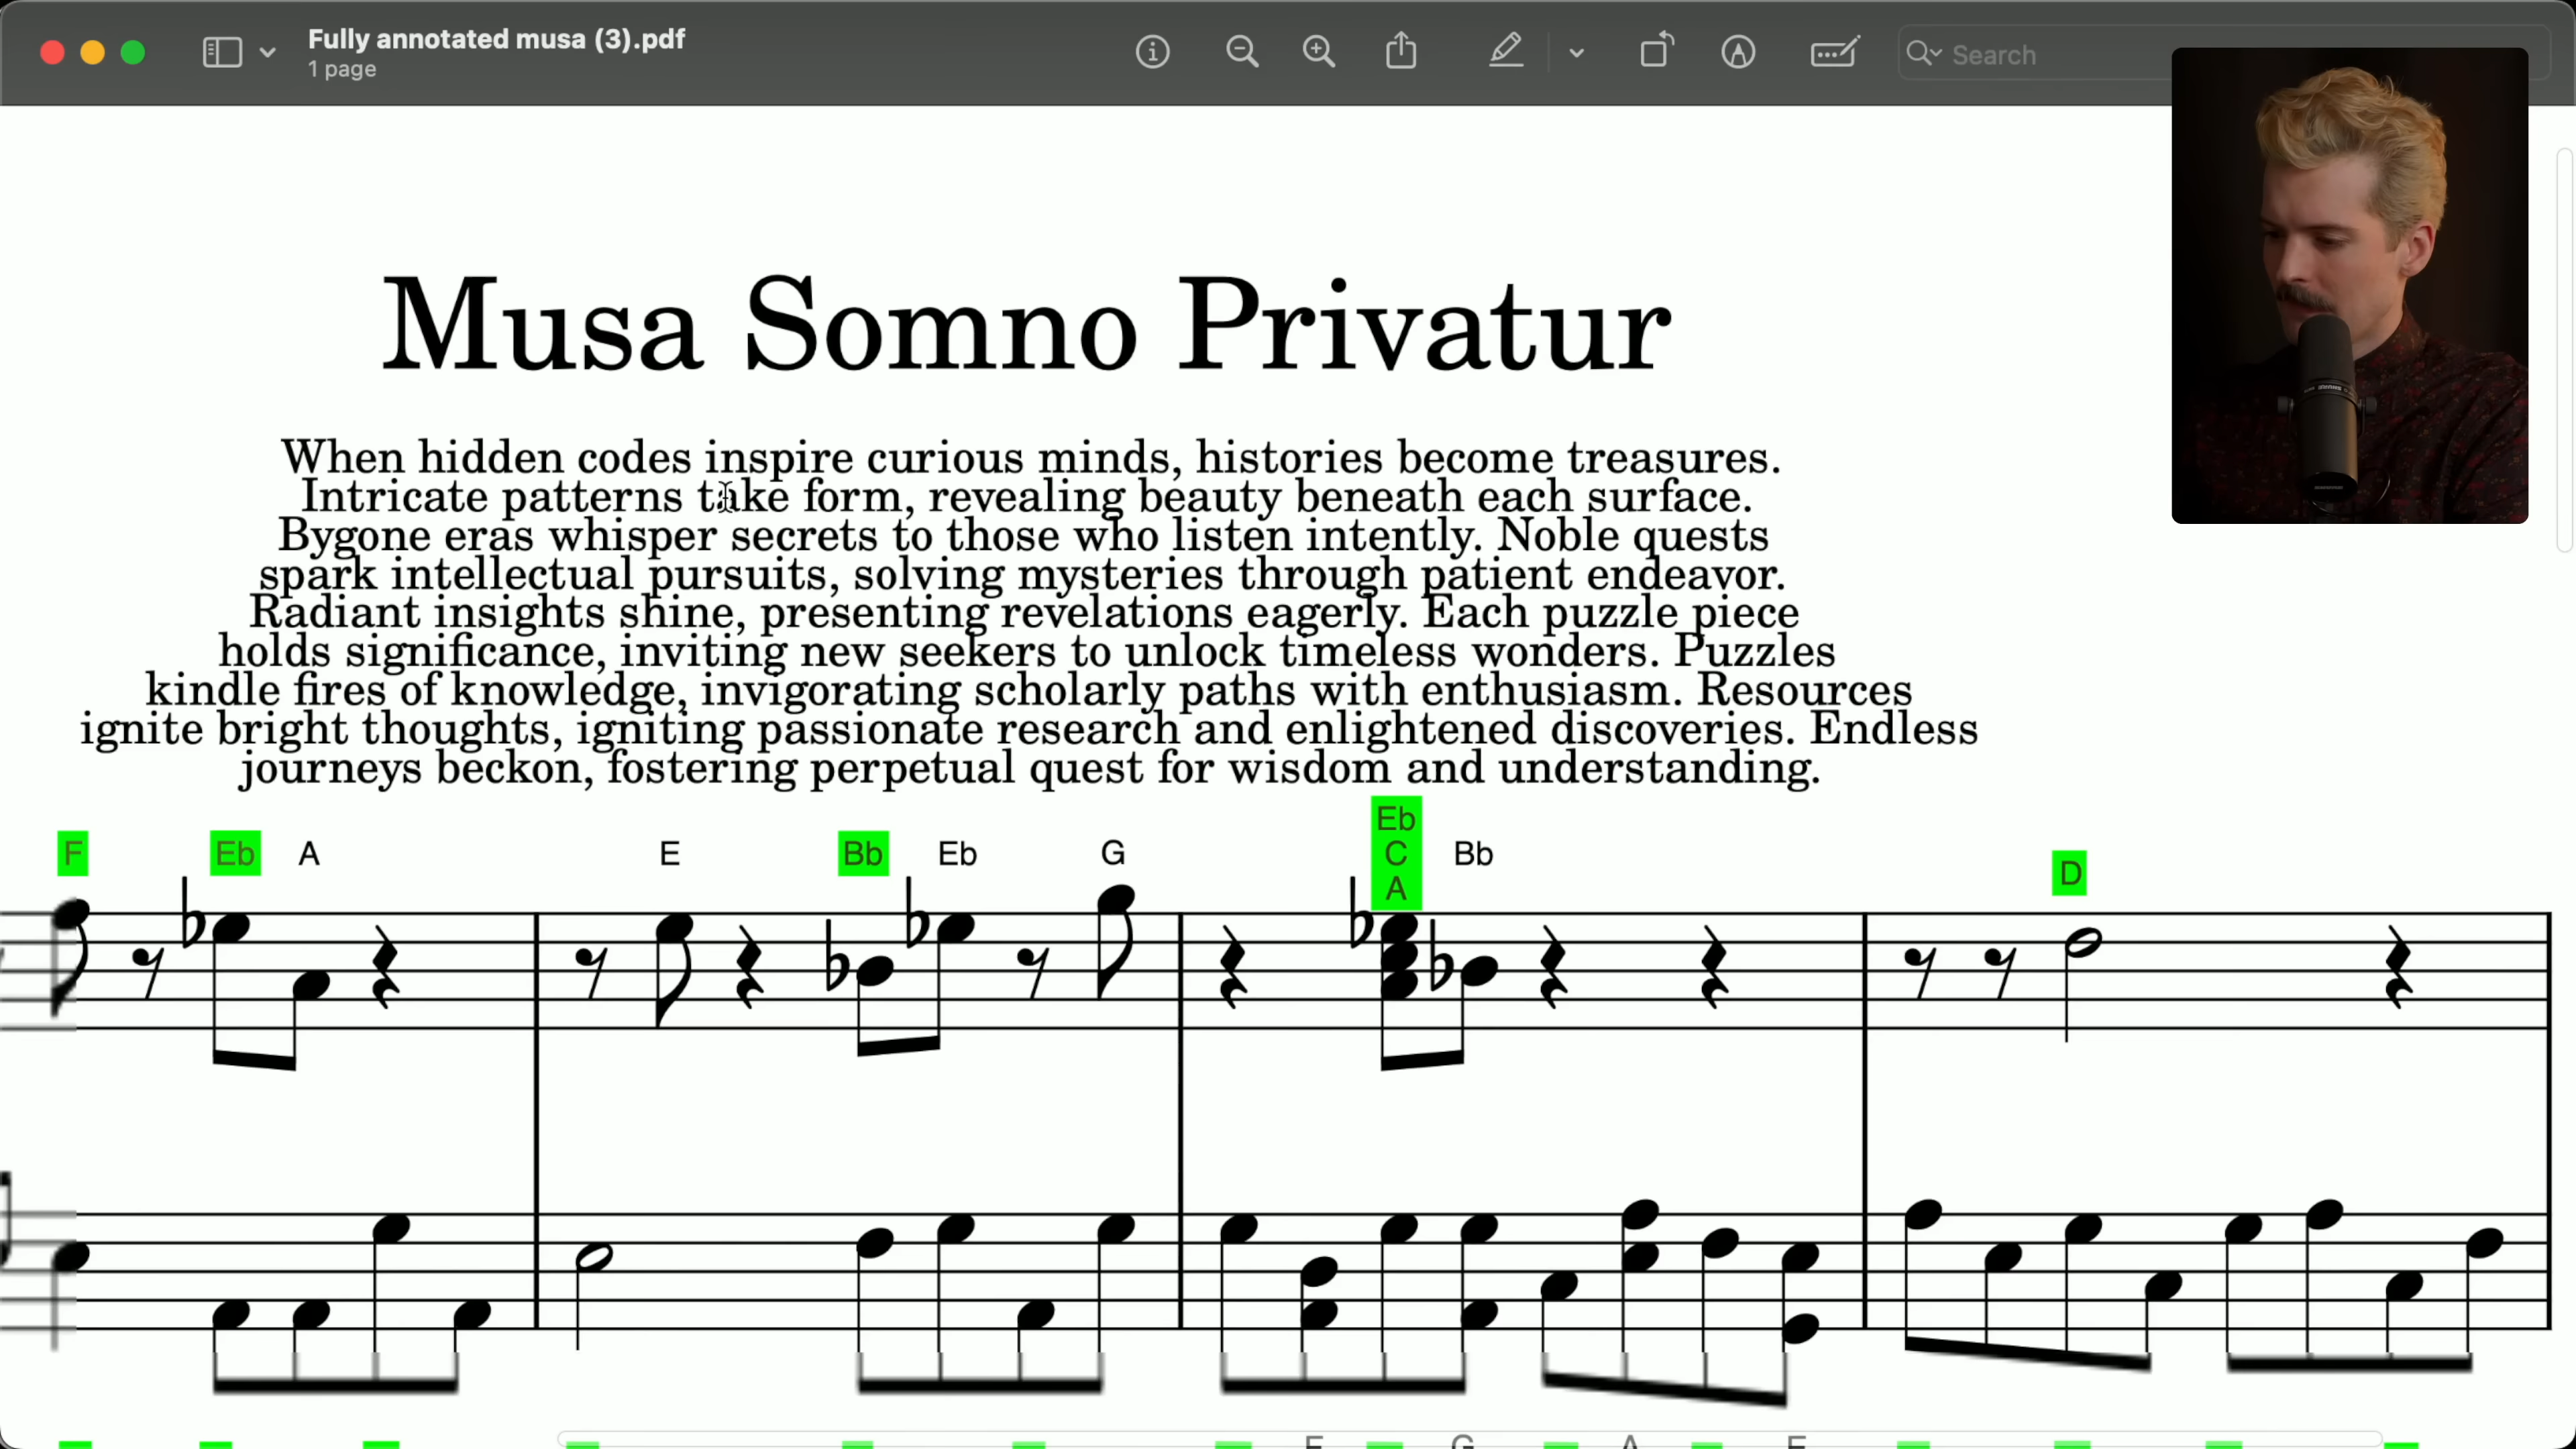 Fully annotated musa (3).pdf
1 page
Search
Musa Somno Privatur
When hidden codes inspire curious minds, histories become treasures.
Intricate patterns take form, revealing beauty beneath each surface.
Bygone eras whisper secrets to those who listen intently. Noble quests
spark intellectual pursuits, solving mysteries through patient endeavor.
Radiant insights shine, presenting revelations eagerly. Each puzzle piece
holds significance, inviting new seekers to unlock timeless wonders. Puzzles
kindle fires of knowledge, invigorating scholarly paths with enthusiasm. Resources
ignite bright thoughts, igniting passionate research and enlightened discoveries. Endless
journeys beckon, fostering perpetual quest for wisdom and understanding.
F Eb A E Bb Eb G Eb Bb D
C
A